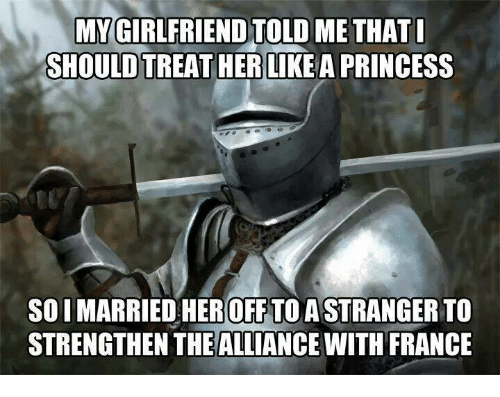 MY GIRLFRIEND TOLD ME THAT I
SHOULD TREAT HER LIKE A PRINCESS
SO I MARRIED HER OFF TO A STRANGER TO
STRENGTHEN THE ALLIANCE WITH FRANCE